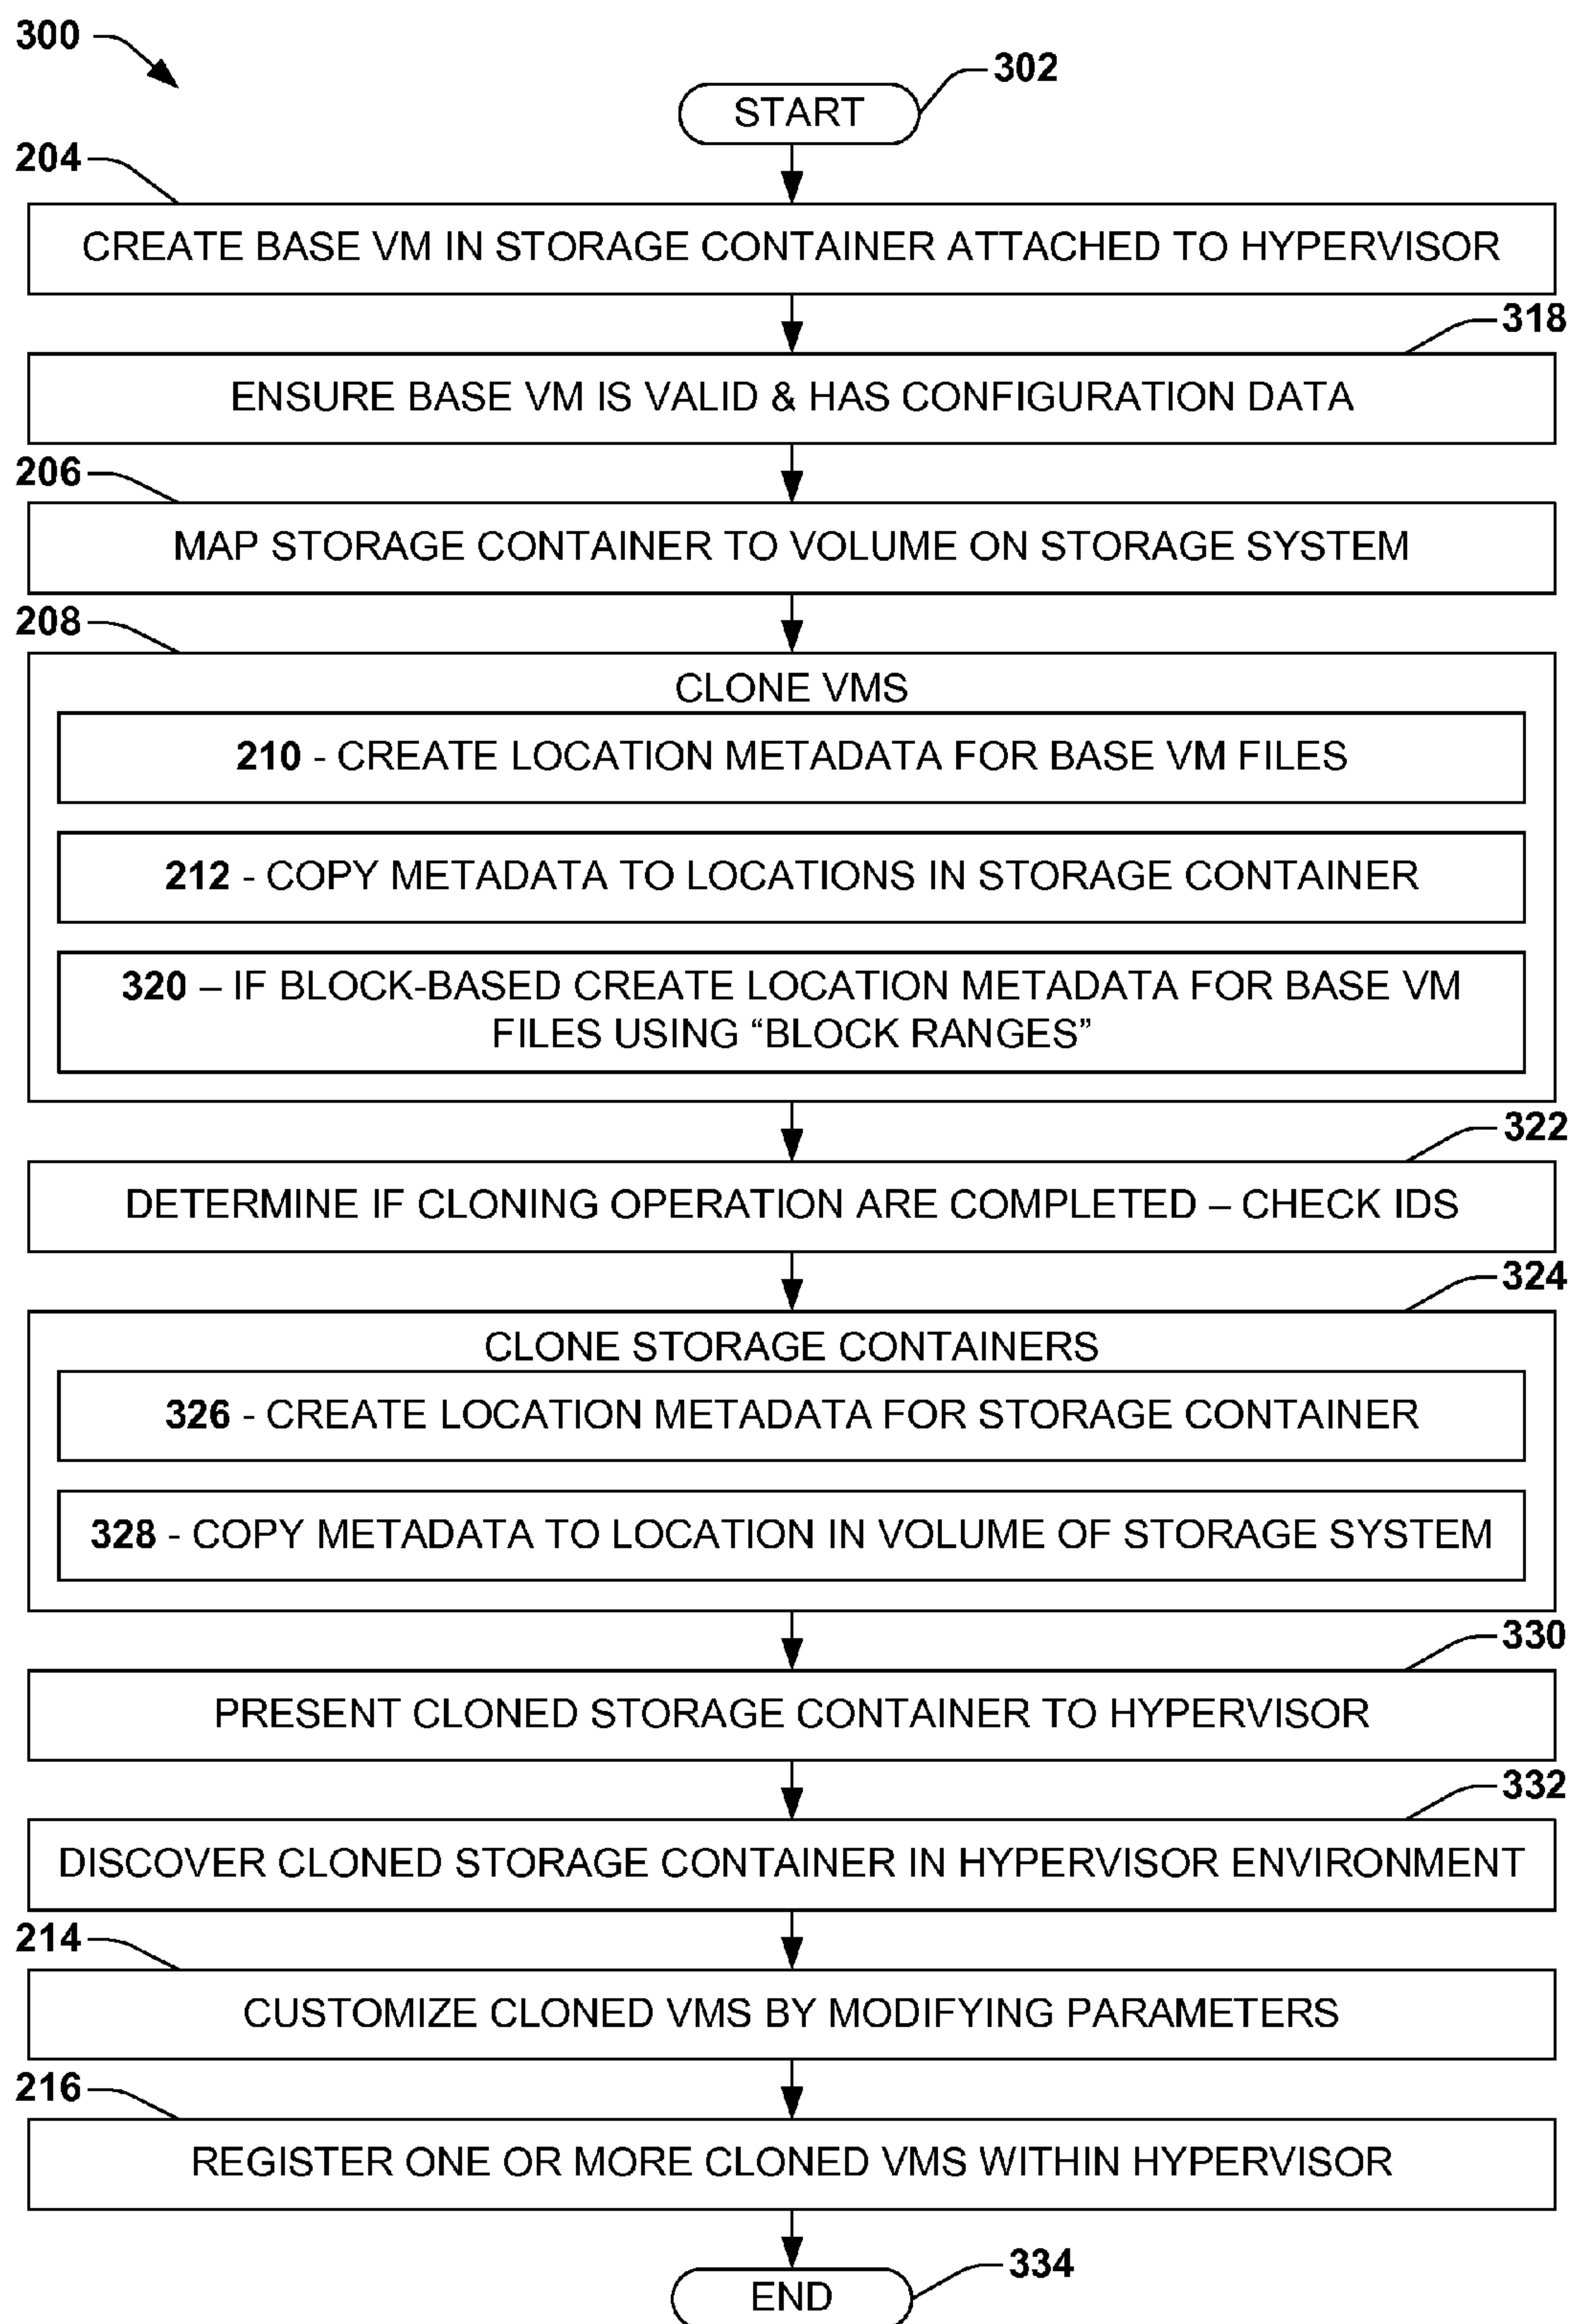 300
302
START
204
CREATE BASE VM IN STORAGE CONTAINER ATTACHED TO HYPERVISOR
318
ENSURE BASE VM IS VALID & HAS CONFIGURATION DATA
206
MAP STORAGE CONTAINER TO VOLUME ON STORAGE SYSTEM
208
CLONE VMS
210 - CREATE LOCATION METADATA FOR BASE VM FILES
212 - COPY METADATA TO LOCATIONS IN STORAGE CONTAINER
320 – IF BLOCK-BASED CREATE LOCATION METADATA FOR BASE VM
FILES USING “BLOCK RANGES”
322
DETERMINE IF CLONING OPERATION ARE COMPLETED – CHECK IDS
324
CLONE STORAGE CONTAINERS
326 - CREATE LOCATION METADATA FOR STORAGE CONTAINER
328 - COPY METADATA TO LOCATION IN VOLUME OF STORAGE SYSTEM
330
PRESENT CLONED STORAGE CONTAINER TO HYPERVISOR
332
DISCOVER CLONED STORAGE CONTAINER IN HYPERVISOR ENVIRONMENT
214
CUSTOMIZE CLONED VMS BY MODIFYING PARAMETERS
216
REGISTER ONE OR MORE CLONED VMS WITHIN HYPERVISOR
334
END